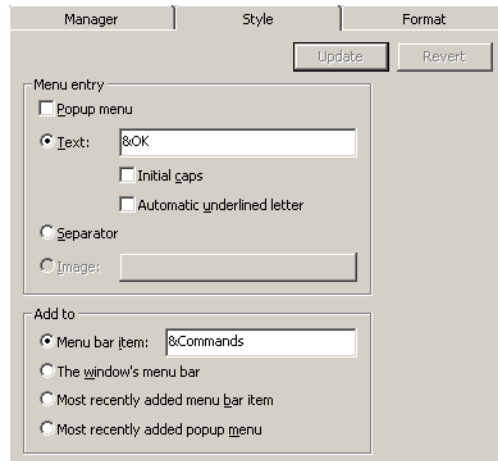 Manager Style Format
Update Revert
Menu entry
Popup menu
Text: &OK
Initial caps
Automatic underlined letter
Separator
Image:
Add to
Menu bar item: &Commands
The window's menu bar
Most recently added menu bar item
Most recently added popup menu